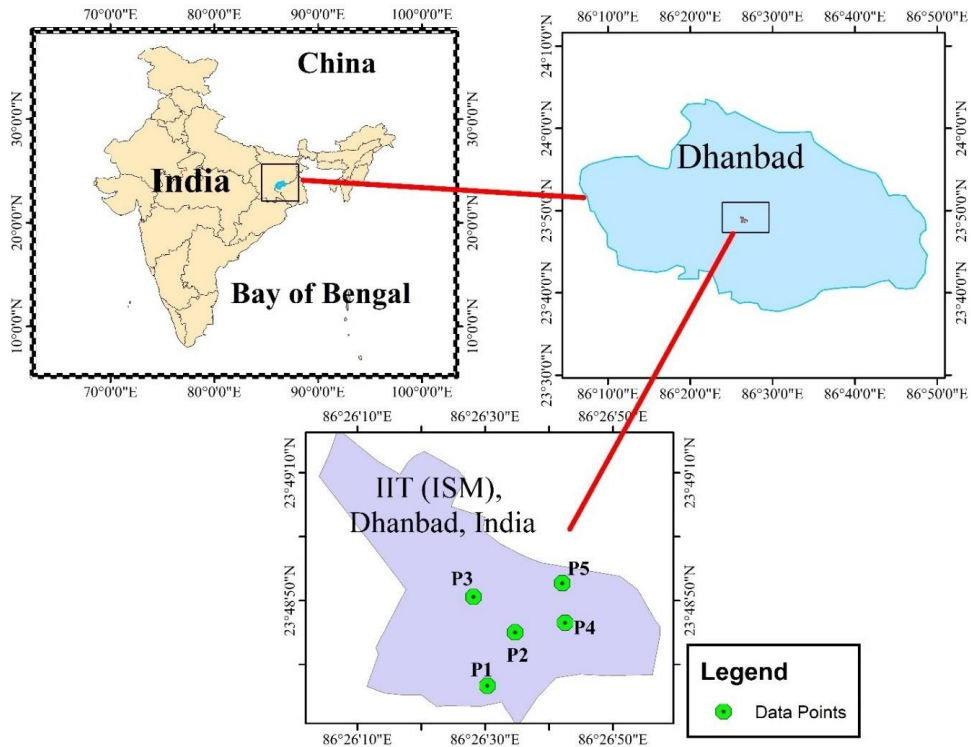 China
India
Bay of Bengal
30°0'0"N
20°0'0"N
10°0'0"N
30°0'0"N
20°0'0"N
10°0'0"N
70°0'0"E 80°0'0"E 90°0'0"E 100°0'0"E
70°0'0"E 80°0'0"E 90°0'0"E 100°0'0"E
86°10'0"E 86°20'0"E 86°30'0"E 86°40'0"E 86°50'0"E
Dhanbad
24°10'0"N
24°0'0"N
23°50'0"N
23°40'0"N
23°30'0"N
24°10'0"N
24°0'0"N
23°50'0"N
23°40'0"N
86°10'0"E 86°20'0"E 86°30'0"E 86°40'0"E 86°50'0"E
86°26'10"E 86°26'30"E 86°26'50"E
IIT (ISM),
Dhanbad, India
23°49'10"N
23°48'50"N
23°49'10"N
23°48'50"N
P5
P3
P4
P2
P1
86°26'10"E 86°26'30"E 86°26'50"E
Legend
Data Points